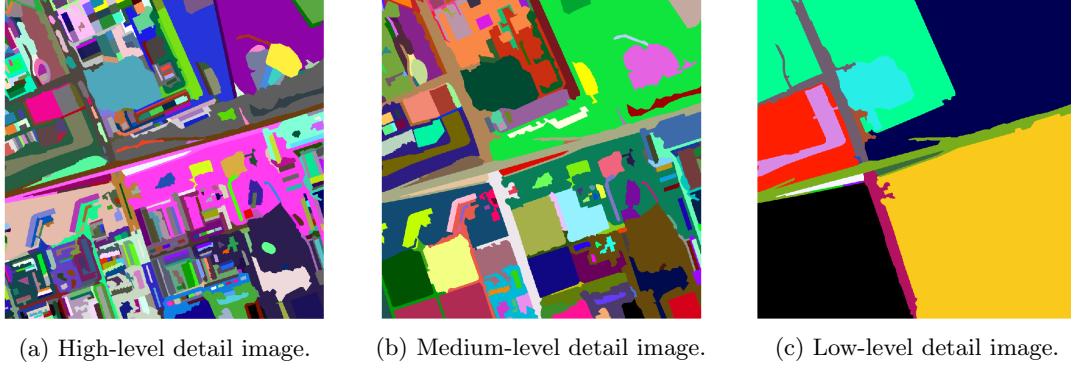 (a) High-level detail image.
(b) Medium-level detail image.
(c) Low-level detail image.